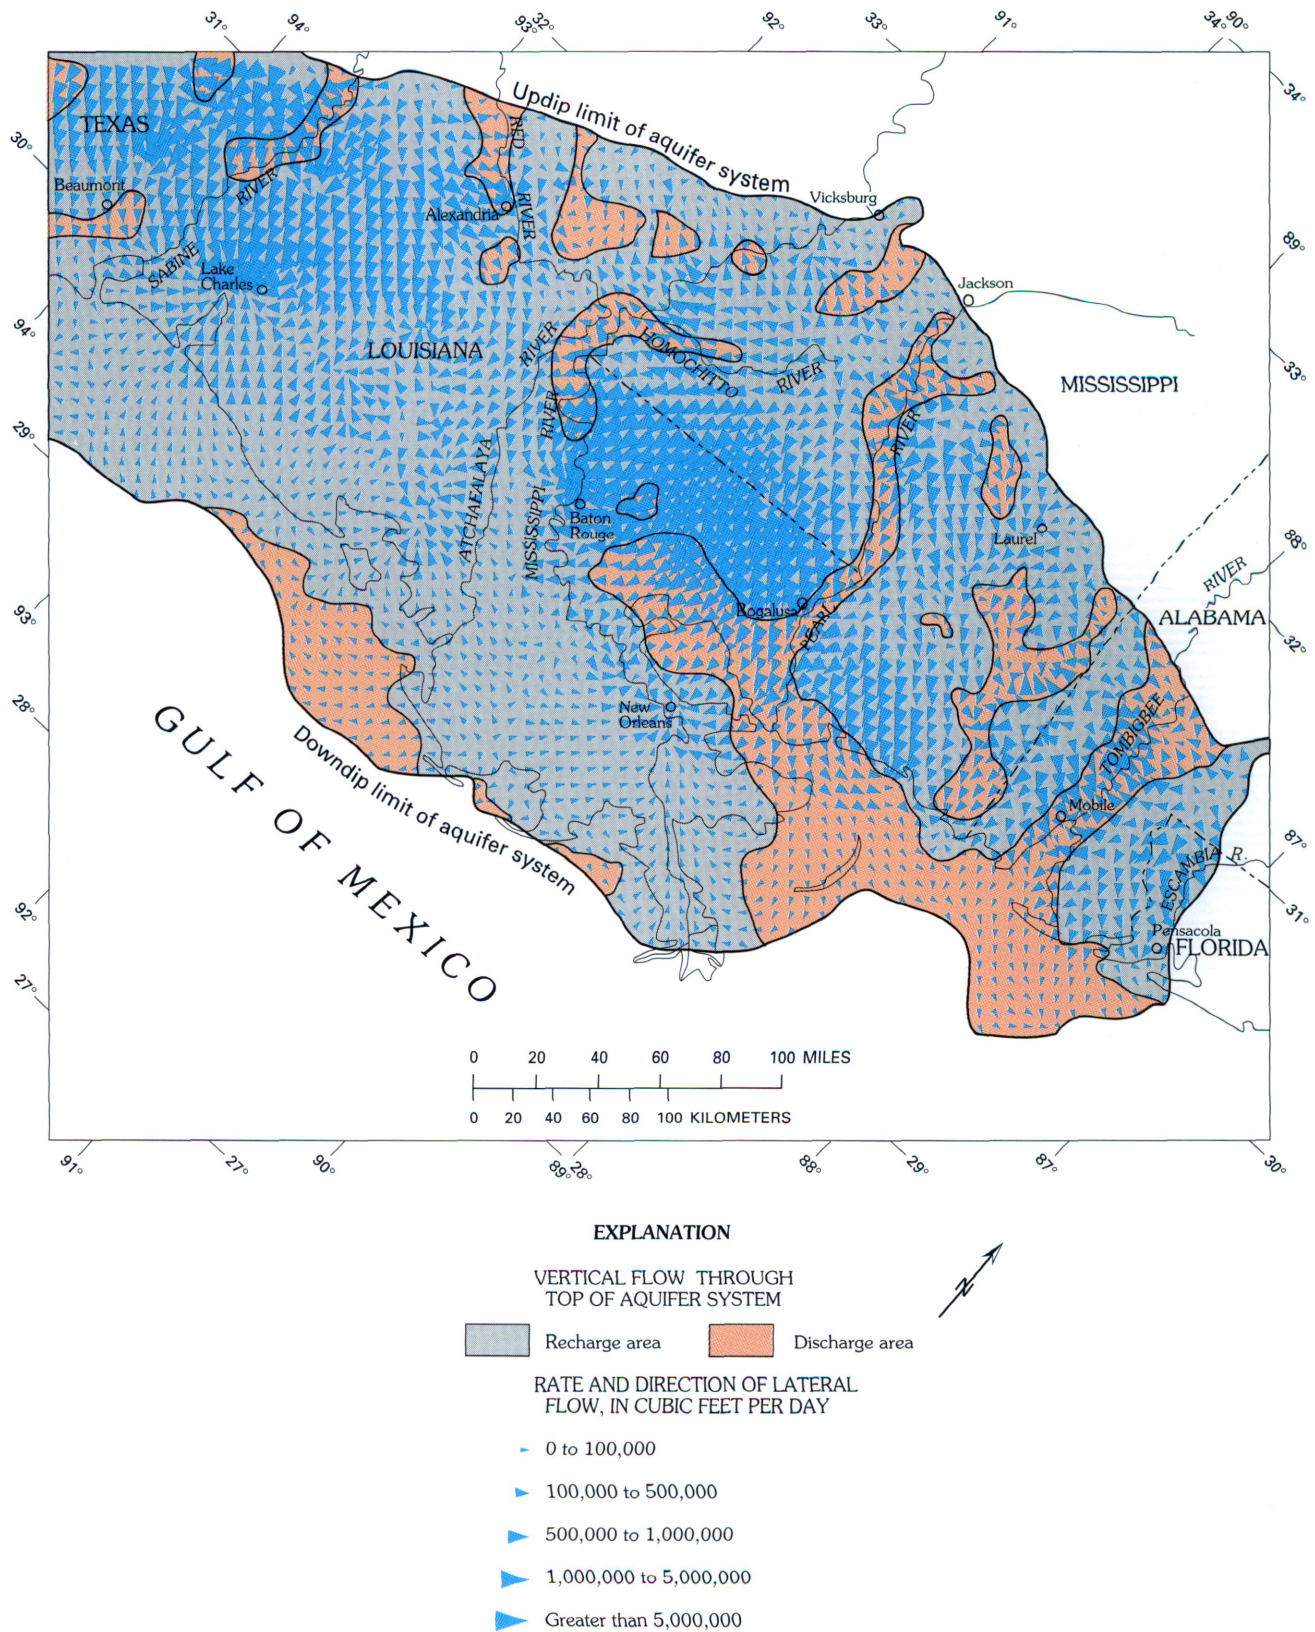 31° 94° 93° 32° 92° 33° 91° 34° 90°
34°
Updip limit of aquifer system
TEXAS
RED
30°
Beaumont
RIVER
Vicksburg
Alexandria
RIVER
89°
SABINE
Lake
Charles
Jackson
94°
LOUISIANA
RIVER
HOMOCHITTO
RIVER
33°
MISSISSIPPI
RIVER
RIVER
29°
ATCHAFALAYA
MISSISSIPPI
Baton
Rouge
Laurel
88°
RIVER
93°
Bogalusa
PEARL
ALABAMA
32°
28°
New
Orleans
TOMBIGBEE
GULF OF MEXICO
Downdip limit of aquifer system
Mobile
87°
ESCAMBIA R.
92°
31°
Pensacola
FLORIDA
27°
0 20 40 60 80 100 MILES
0 20 40 60 80 100 KILOMETERS
91° 27° 90° 89° 28° 88° 29° 87° 30°
EXPLANATION
VERTICAL FLOW THROUGH
TOP OF AQUIFER SYSTEM
N
Recharge area Discharge area
RATE AND DIRECTION OF LATERAL
FLOW, IN CUBIC FEET PER DAY
0 to 100,000
100,000 to 500,000
500,000 to 1,000,000
1,000,000 to 5,000,000
Greater than 5,000,000